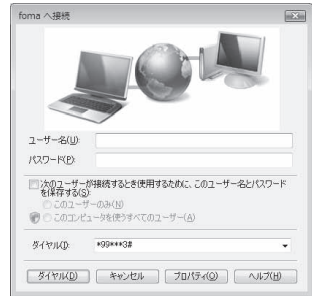 foma へ接続
ユーザー名(U):
パスワード(P):
次のユーザーが接続するとき使用するために、このユーザー名とパスワード
を保存する(S):
このユーザーのみ(N)
このコンピュータを使うすべてのユーザー(A)
ダイヤル(I): *99***3#
ダイヤル(D) キャンセル プロパティ(O) ヘルプ(H)